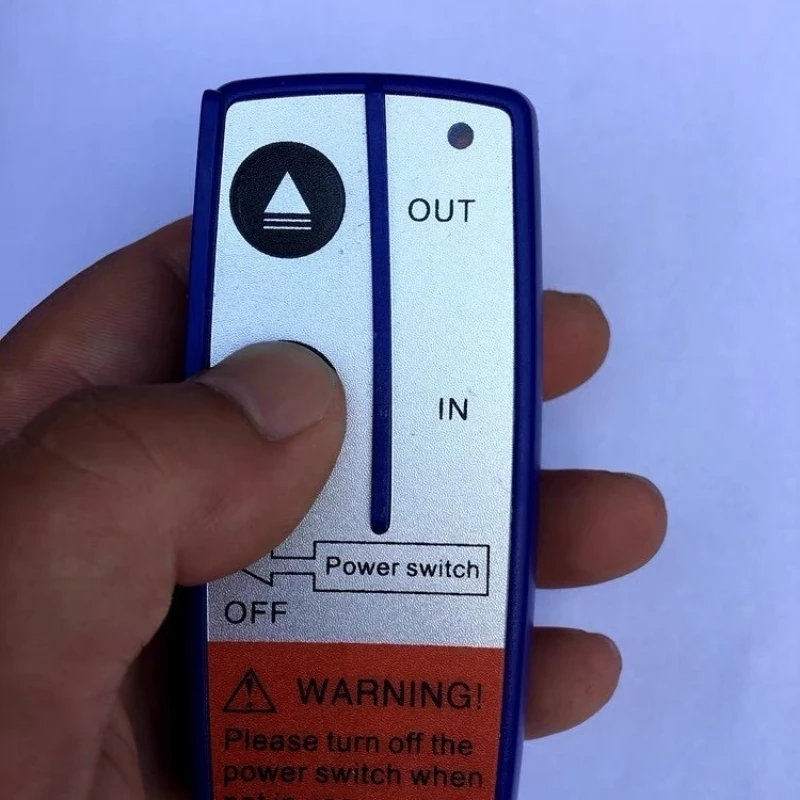 OUT
IN
Power switch
OFF
WARNING!
Please turn off the
power switch when